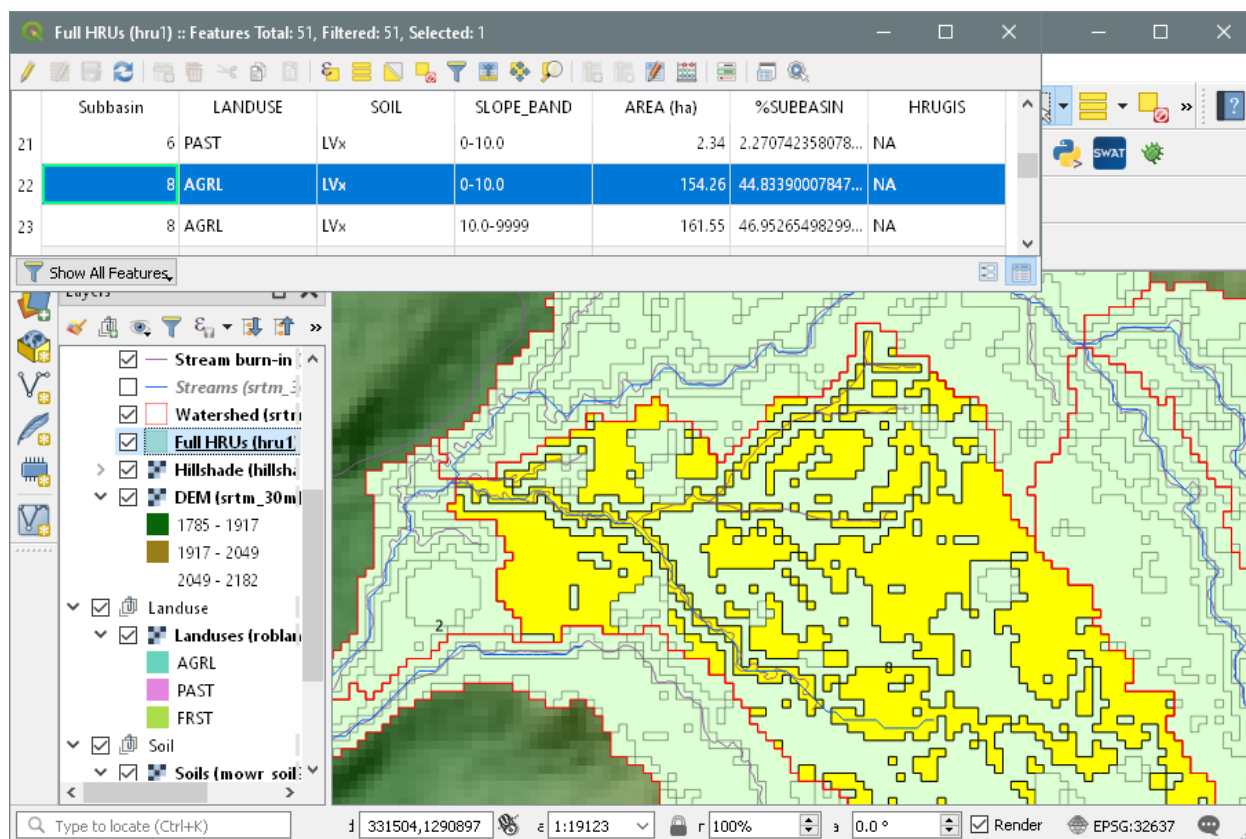 Full HRUs (hru1) :: Features Total: 51, Filtered: 51, Selected: 1
Subbasin LANDUSE SOIL SLOPE_BAND AREA (ha) %SUBBASIN HRUGIS
21 6 PAST LVx 0-10.0 2.34 2.270742358078... NA
22 8 AGRL LVx 0-10.0 154.26 44.83390007847... NA
23 8 AGRL LVx 10.0-9999 161.55 46.95265498299... NA
SWAT
Show All Features
Layers
Stream burn-in
Streams (srtm_3
Watershed (srtm
Full HRUs (hru1)
Hillshade (hillsha
DEM (srtm_30m
1785 - 1917
1917 - 2049
2049 - 2182
Landuse
Landuses (roblan
AGRL
PAST
FRST
Soil
Soils (mowr_soil
2
8
Type to locate (Ctrl+K) 331504,1290897 1:19123 100% 0.0 ° Render EPSG:32637